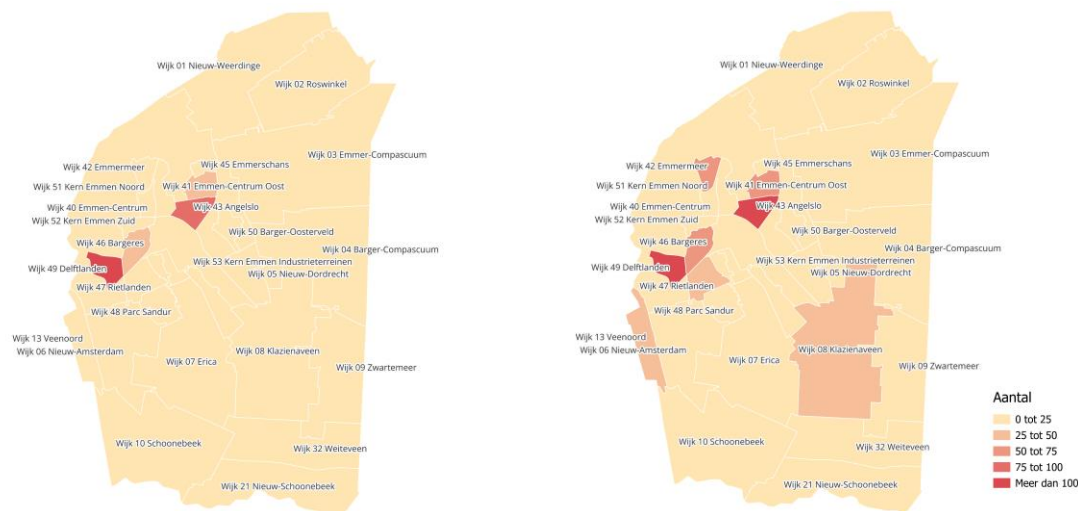 Wijk 01 Nieuw-Weerdinge
Wijk 02 Roswinkel
Wijk 03 Emmer-Compascuum
Wijk 45 Emmerschans
Wijk 42 Emmermeer
Wijk 51 Kern Emmen Noord
Wijk 41 Emmen-Centrum Oost
Wijk 40 Emmen-Centrum
Wijk 43 Angelslo
Wijk 52 Kern Emmen Zuid
Wijk 50 Barger-Oosterveld
Wijk 46 Bargeres
Wijk 04 Barger-Compascuum
Wijk 53 Kern Emmen Industrieterreinen
Wijk 49 Delftlanden
Wijk 05 Nieuw-Dordrecht
Wijk 47 Rietlanden
Wijk 48 Parc Sandur
Wijk 13 Veenoord
Wijk 06 Nieuw-Amsterdam
Wijk 08 Klazienaveen
Wijk 07 Erica
Wijk 09 Zwartemeer
Wijk 10 Schoonebeek
Wijk 32 Weiteveen
Wijk 21 Nieuw-Schoonebeek
Wijk 01 Nieuw-Weerdinge
Wijk 02 Roswinkel
Wijk 03 Emmer-Compascuum
Wijk 45 Emmerschans
Wijk 42 Emmermeer
Wijk 51 Kern Emmen Noord
Wijk 41 Emmen-Centrum Oost
Wijk 40 Emmen-Centrum
Wijk 43 Angelslo
Wijk 52 Kern Emmen Zuid
Wijk 50 Barger-Oosterveld
Wijk 46 Bargeres
Wijk 04 Barger-Compascuum
Wijk 53 Kern Emmen Industrieterreinen
Wijk 49 Delftlanden
Wijk 05 Nieuw-Dordrecht
Wijk 47 Rietlanden
Wijk 48 Parc Sandur
Wijk 13 Veenoord
Wijk 06 Nieuw-Amsterdam
Wijk 08 Klazienaveen
Wijk 07 Erica
Wijk 09 Zwartemeer
Wijk 10 Schoonebeek
Wijk 32 Weiteveen
Wijk 21 Nieuw-Schoonebeek
Aantal
0 tot 25
25 tot 50
50 tot 75
75 tot 100
Meer dan 100